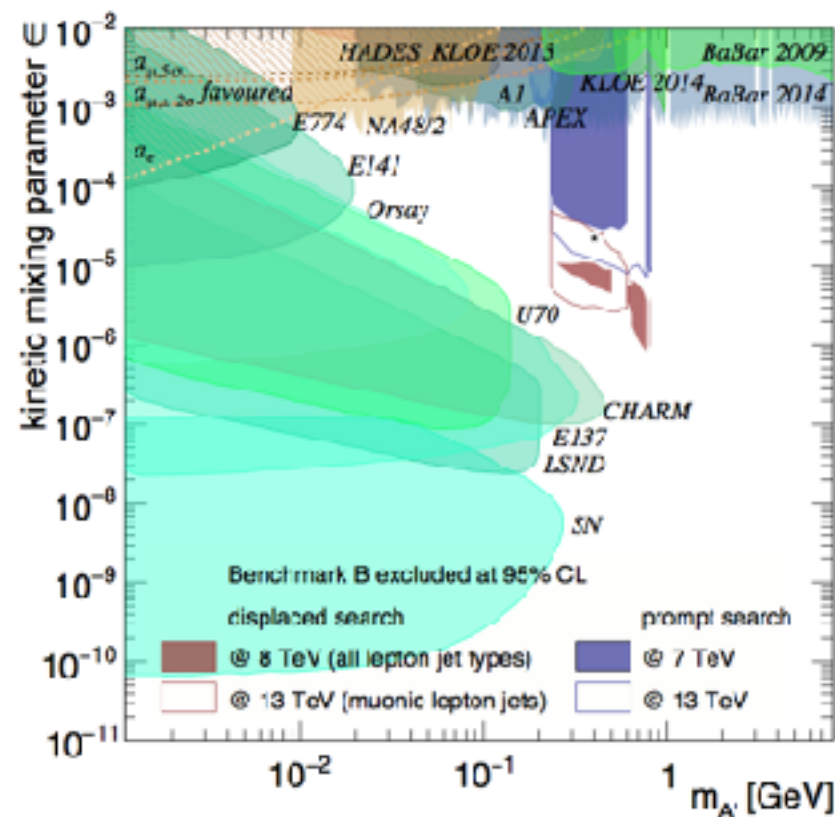 kinetic mixing parameter ϵ
10⁻²
10⁻³
10⁻⁴
10⁻⁵
10⁻⁶
10⁻⁷
10⁻⁸
10⁻⁹
10⁻¹⁰
10⁻¹¹
HADES KLOE 2013
BaBar 2009
KLOE 2014
BaBar 2014
favoured
A1
APEX
E774
NA48/2
aₑ
E141
Orsay
U70
CHARM
E137
LSND
SN
Benchmark B excluded at 95% CL
displaced search
prompt search
@ 8 TeV (all lepton jet types)
@ 7 TeV
@ 13 TeV (muonic lepton jets)
@ 13 TeV
10⁻²
10⁻¹
1
m_A' [GeV]